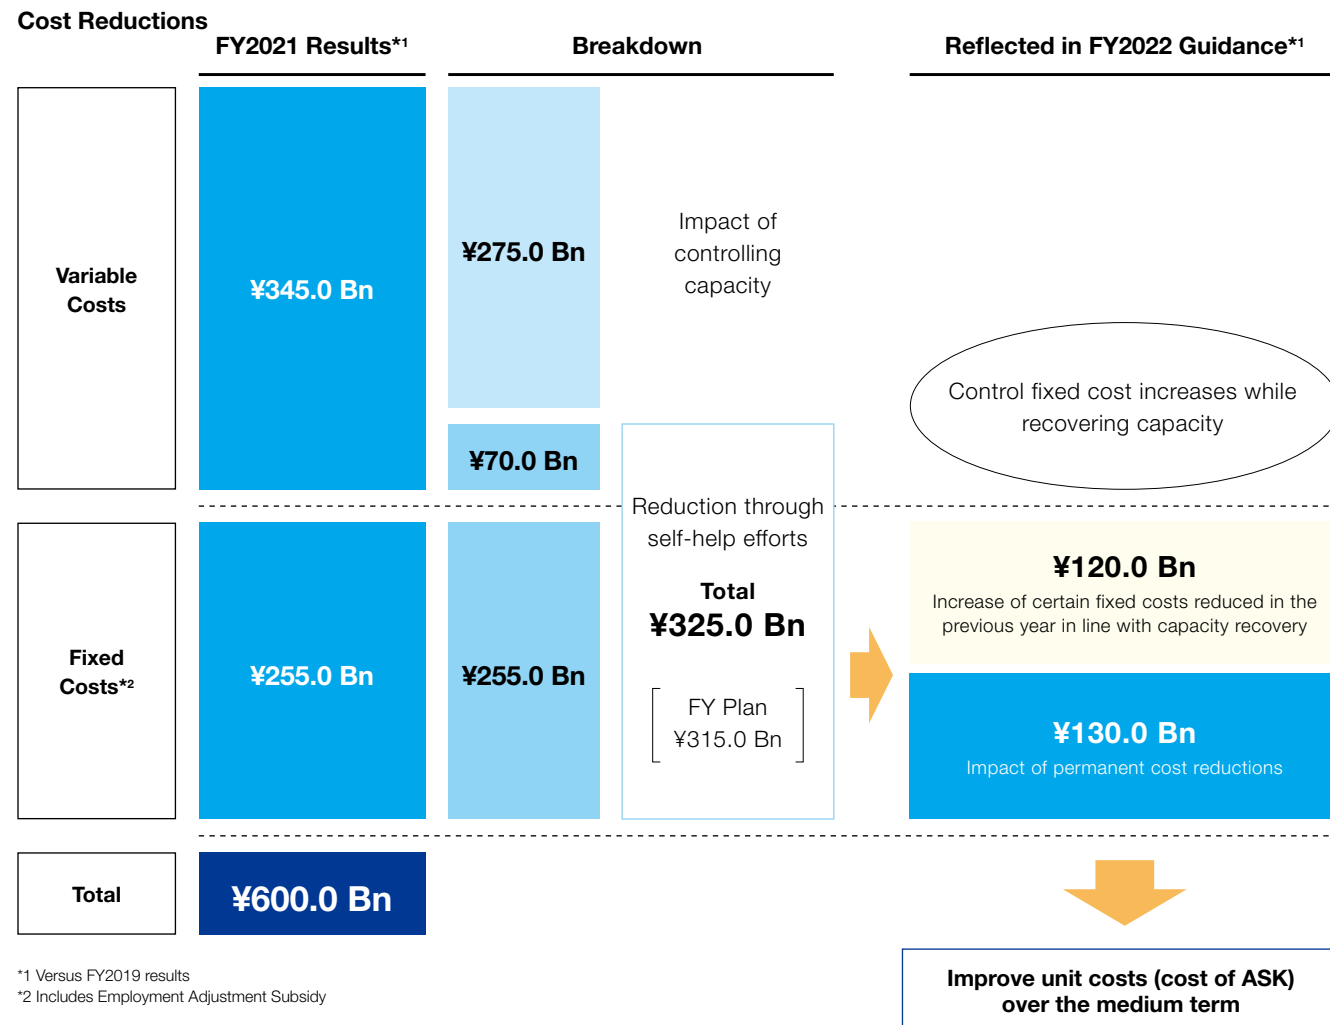 Cost Reductions
FY2021 Results*1
Breakdown
Reflected in FY2022 Guidance*1
Variable
Costs
¥345.0 Bn
¥275.0 Bn
Impact of
controlling
capacity
¥70.0 Bn
Control fixed cost increases while
recovering capacity
Fixed
Costs*2
¥255.0 Bn
¥255.0 Bn
Reduction through
self-help efforts
Total
¥325.0 Bn
FY Plan
¥315.0 Bn
¥120.0 Bn
Increase of certain fixed costs reduced in the
previous year in line with capacity recovery
¥130.0 Bn
Impact of permanent cost reductions
Total
¥600.0 Bn
*1 Versus FY2019 results
*2 Includes Employment Adjustment Subsidy
Improve unit costs (cost of ASK)
over the medium term